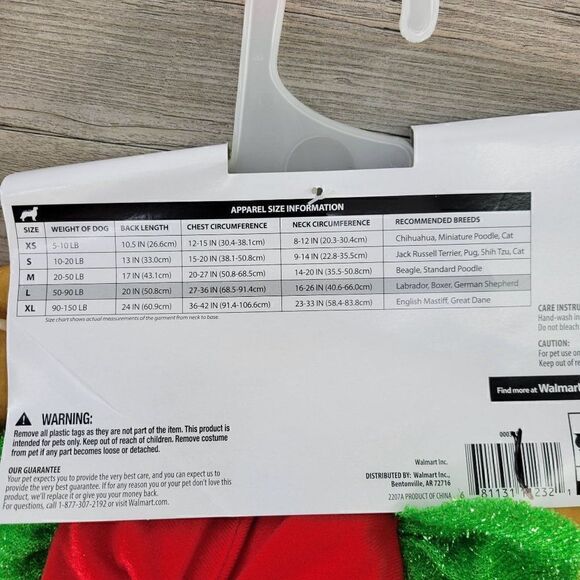 APPAREL SIZE INFORMATION
SIZE WEIGHT OF DOG BACK LENGTH CHEST CIRCUMFERENCE NECK CIRCUMFERENCE RECOMMENDED BREEDS
XS 5-10 LB 10.5 IN (26.6cm) 12-15 IN (30.4-38.1cm) 8-12 IN (20.3-30.4cm) Chihuahua, Miniature Poodle, Cat
S 10-20 LB 13 IN (33.0cm) 15-20 IN (38.1-50.8cm) 9-14 IN (22.8-35.5cm) Jack Russell Terrier, Pug, Shih Tzu, Cat
M 20-50 LB 17 IN (43.1cm) 20-27 IN (50.8-68.5cm) 14-20 IN (35.5-50.8cm) Beagle, Standard Poodle
L 50-90 LB 20 IN (50.8cm) 27-36 IN (68.5-91.4cm) 16-26 IN (40.6-66.0cm) Labrador, Boxer, German Shepherd
XL 90-150 LB 24 IN (60.9cm) 36-42 IN (91.4-106.6cm) 23-33 IN (58.4-83.8cm) English Mastiff, Great Dane
Size chart shows actual measurements of the garment from neck to base.
CARE INSTRU
Hand-wash in
Do not bleach
CAUTION:
For pet use on
Keep out of re
Find more at Walmart
WARNING:
Remove all plastic tags as they are not part of the item. This product is
intended for pets only. Keep out of reach of children. Remove costume
from pet if any part becomes loose or detached.
OUR GUARANTEE
Your pet expects you to provide the very best care, and you can expect us to
provide the very best guarantee. If for any reason you or your pet don't love this
product, we'll replace it or give you your money back.
For questions, call 1-877-307-2192 or visit Walmart.com.
Walmart Inc.
DISTRIBUTED BY: Walmart Inc.,
Bentonville, AR 72716
2207A PRODUCT OF CHINA
0003
6 81131 232 1